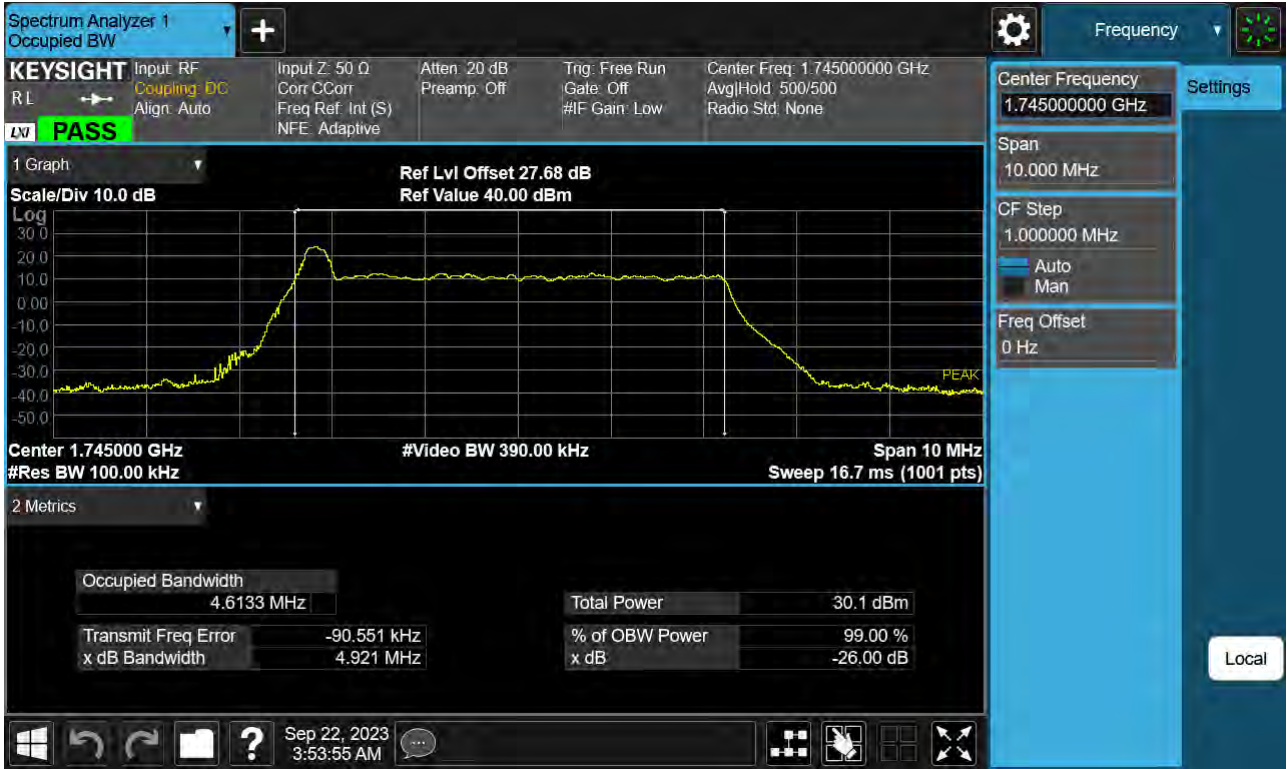 Spectrum Analyzer 1
Occupied BW
Frequency
KEYSIGHT
RL
LXI
PASS
Input: RF
Coupling: DC
Align: Auto
Input Z: 50 Ω
Corr CCorr
Freq Ref: Int (S)
NFE: Adaptive
Atten: 20 dB
Preamp: Off
Trig: Free Run
Gate: Off
#IF Gain: Low
Center Freq: 1.745000000 GHz
Avg|Hold: 500/500
Radio Std: None
1 Graph
Scale/Div 10.0 dB
Ref Lvl Offset 27.68 dB
Ref Value 40.00 dBm
Log
30.0
20.0
10.0
0.00
-10.0
-20.0
-30.0
-40.0
-50.0
PEAK
Center 1.745000 GHz
#Video BW 390.00 kHz
Span 10 MHz
#Res BW 100.00 kHz
Sweep 16.7 ms (1001 pts)
2 Metrics
Occupied Bandwidth
4.6133 MHz
Total Power 30.1 dBm
Transmit Freq Error -90.551 kHz
% of OBW Power 99.00 %
x dB Bandwidth 4.921 MHz
x dB -26.00 dB
Center Frequency
1.745000000 GHz
Settings
Span
10.000 MHz
CF Step
1.000000 MHz
Auto
Man
Freq Offset
0 Hz
Local
?
Sep 22, 2023
3:53:55 AM